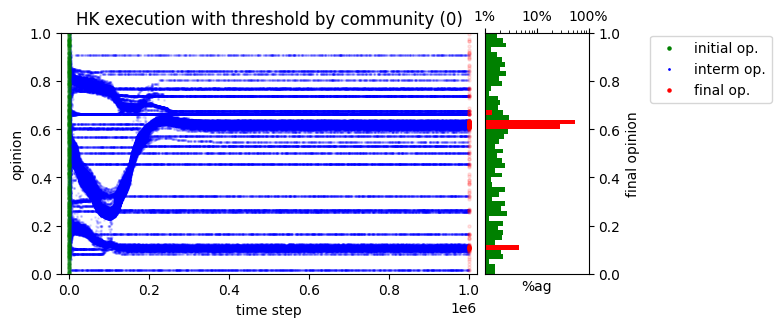 HK execution with threshold by community (0)
1% 10% 100%
initial op.
interm op.
final op.
opinion
1.0
0.8
0.6
0.4
0.2
0.0
1.0
0.8
0.6
0.4
0.2
0.0
final opinion
0.0 0.2 0.4 0.6 0.8 1.0
time step
1e6
%ag